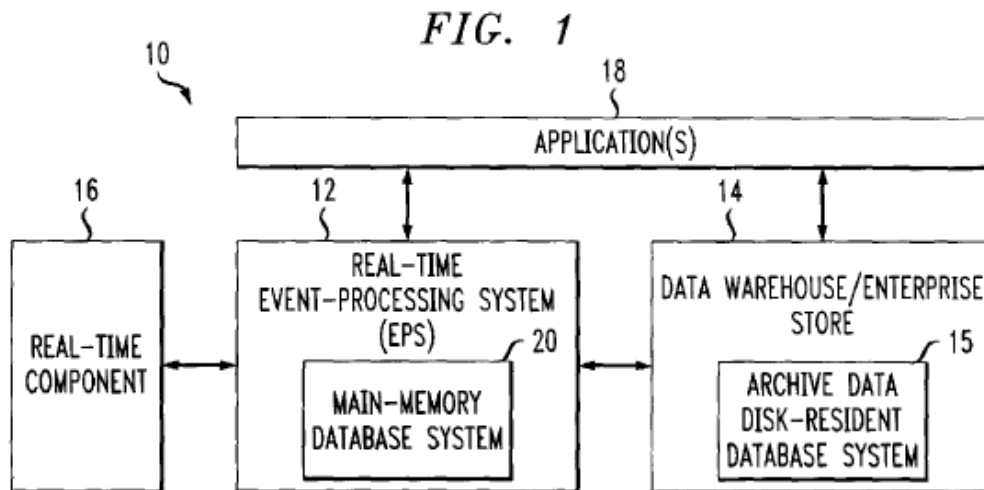 FIG. 1
10
18
APPLICATION(S)
16
12
14
REAL-TIME
COMPONENT
REAL-TIME
EVENT-PROCESSING SYSTEM
(EPS)
20
MAIN-MEMORY
DATABASE SYSTEM
DATA WAREHOUSE/ENTERPRISE
STORE
15
ARCHIVE DATA
DISK-RESIDENT
DATABASE SYSTEM